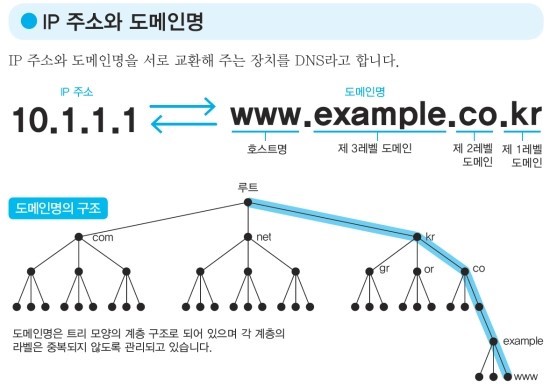 IP 주소와 도메인명
IP 주소와 도메인명을 서로 교환해 주는 장치를 DNS라고 합니다.
IP 주소
도메인명
10.1.1.1
www.example.co.kr
호스트명
제 3레벨 도메인
제 2레벨
도메인
제 1레벨
도메인
루트
도메인명의 구조
com
net
kr
gr
or
co
도메인명은 트리 모양의 계층 구조로 되어 있으며 각 계층의
라벨은 중복되지 않도록 관리되고 있습니다.
example
www